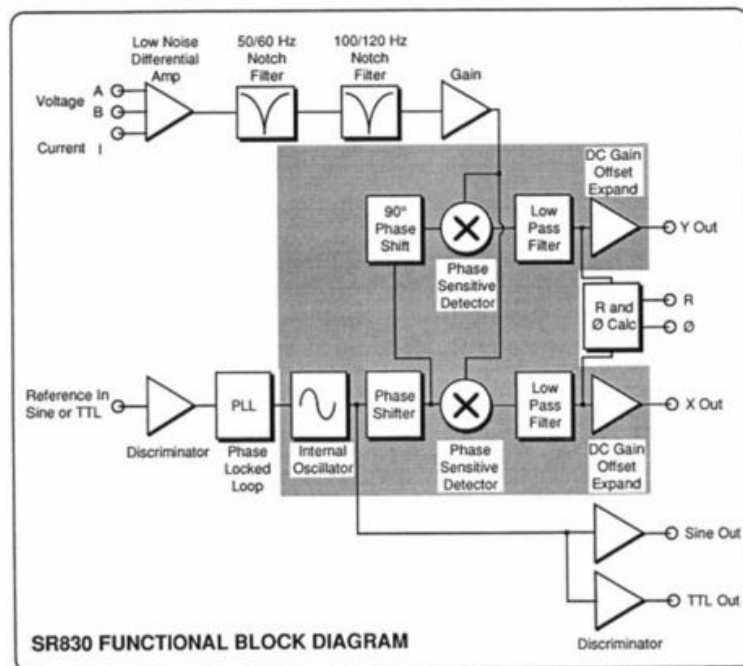 Low Noise
Differential
Amp
50/60 Hz
Notch
Filter
100/120 Hz
Notch
Filter
Gain
Voltage
A
B
Current
I
DC Gain
Offset
Expand
90°
Phase
Shift
Low
Pass
Filter
Y Out
Phase
Sensitive
Detector
R and
Ø Calc
R
Ø
Reference In
Sine or TTL
PLL
Phase
Shifter
Low
Pass
Filter
X Out
Discriminator
Phase
Locked
Loop
Internal
Oscillator
Phase
Sensitive
Detector
DC Gain
Offset
Expand
Sine Out
TTL Out
Discriminator
SR830 FUNCTIONAL BLOCK DIAGRAM